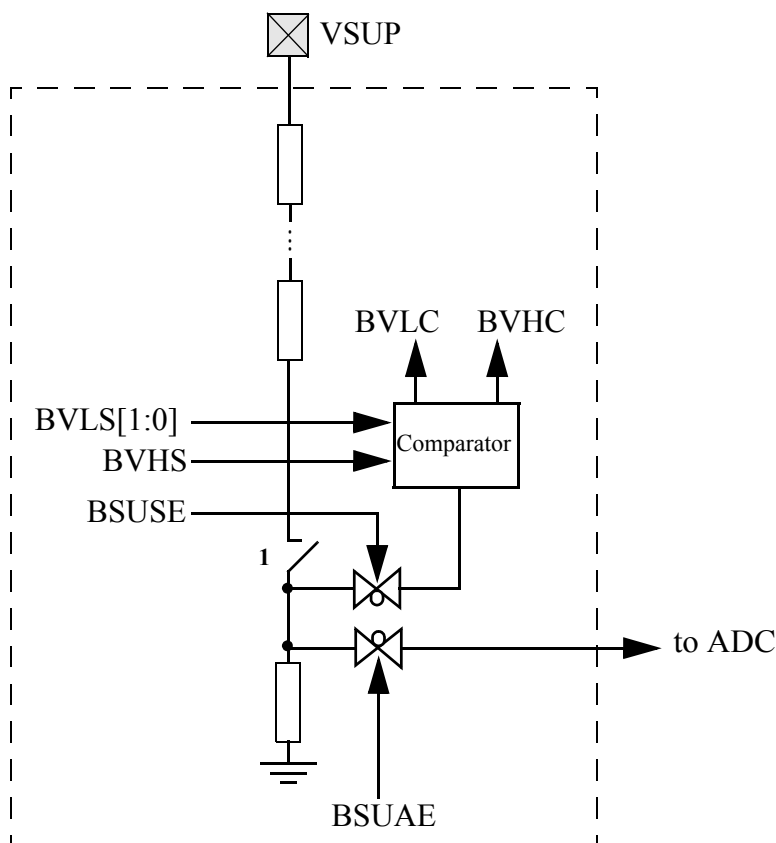 VSUP
BVLC
BVHC
BVLS[1:0]
Comparator
BVHS
BSUSE
1
to ADC
BSUAE